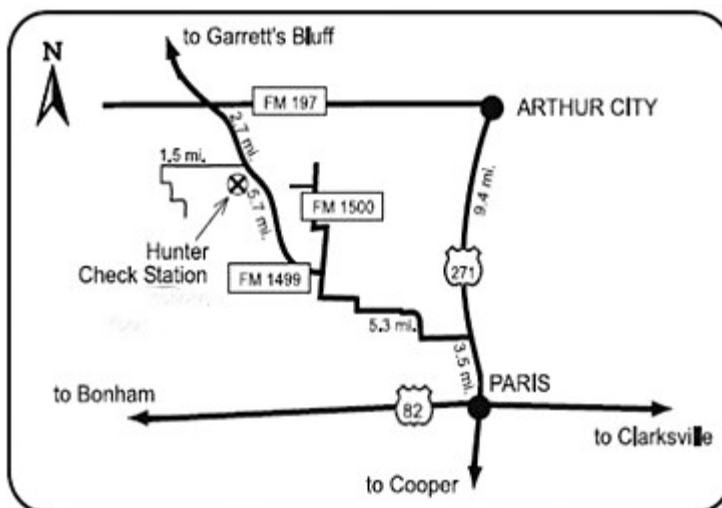 to Garrett's Bluff
N
FM 197
ARTHUR CITY
2.7 mi.
1.5 mi.
5.7 mi.
FM 1500
9.4 mi.
Hunter
Check Station
FM 1499
271
5.3 mi.
3.5 mi.
PARIS
to Bonham
82
to Clarksville
to Cooper